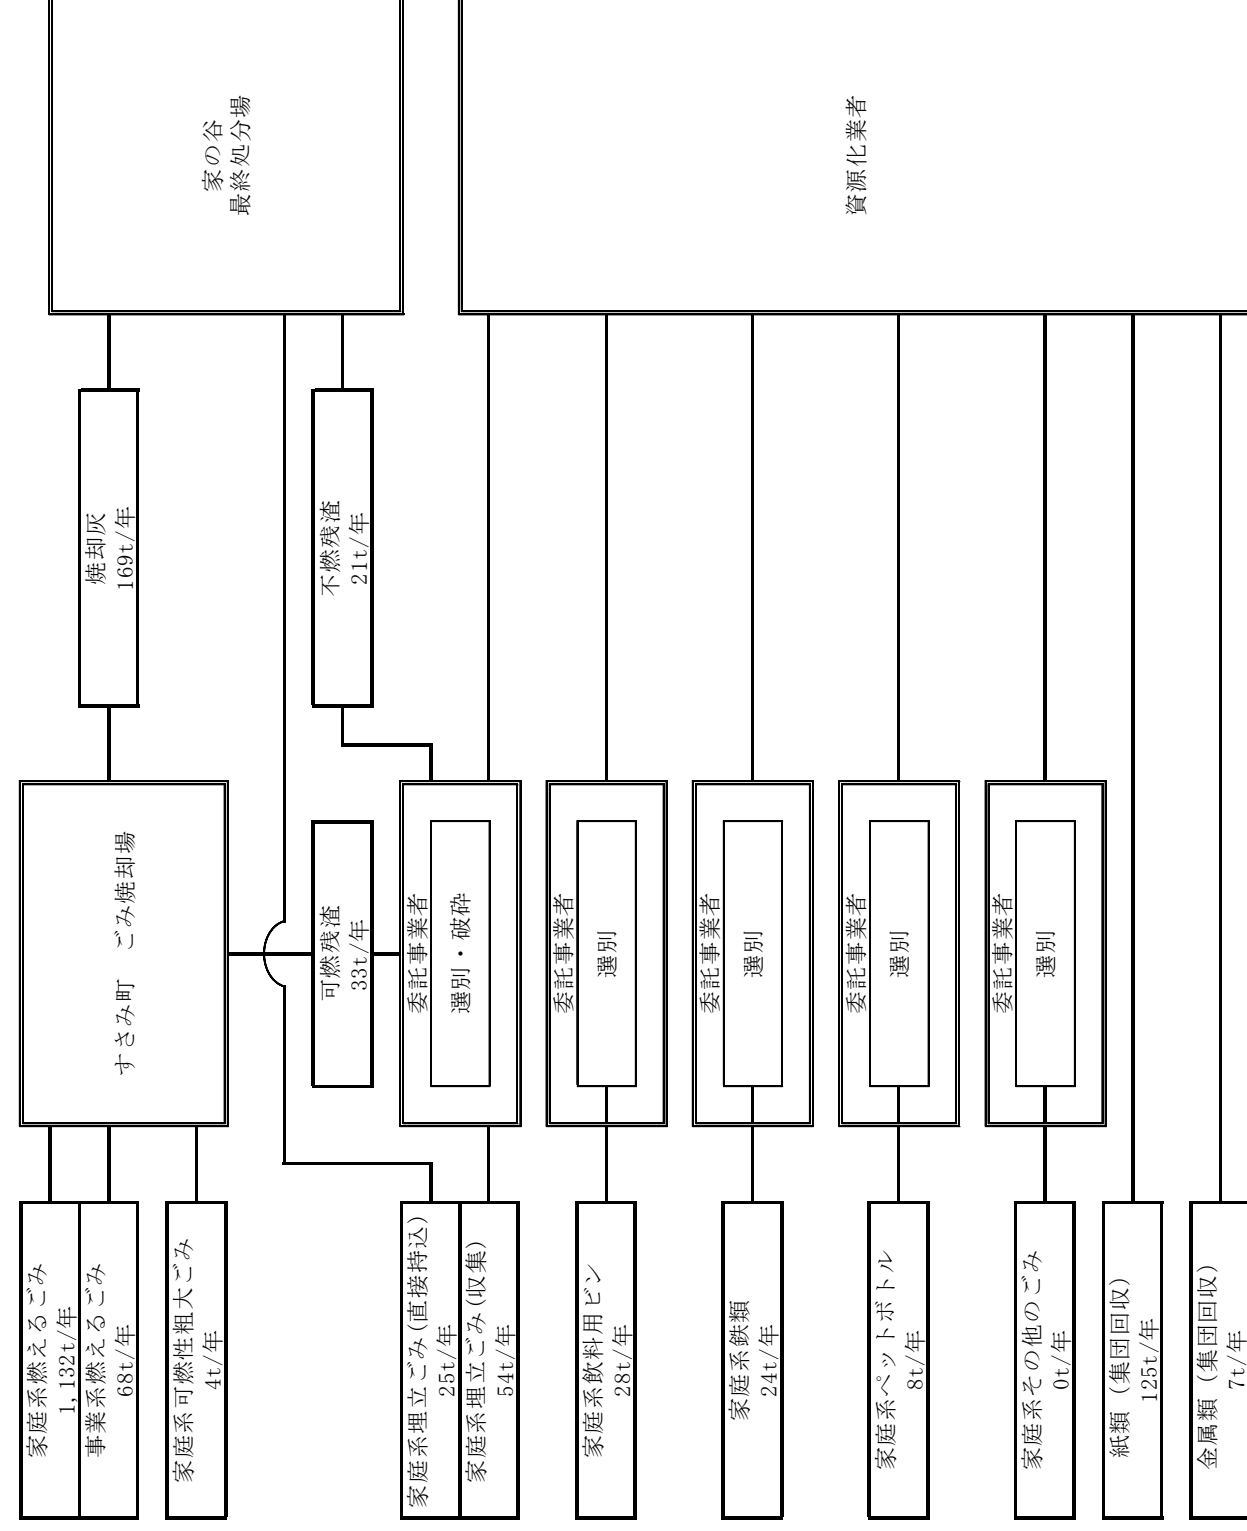 家庭系燃えるごみ
1,132t/年
事業系燃えるごみ
68t/年
家庭系可燃性粗大ごみ
4t/年
家庭系埋立ごみ(直接持込)
25t/年
家庭系埋立ごみ(収集)
54t/年
家庭系飲料用ビン
28t/年
家庭系鉄類
24t/年
家庭系ペットボトル
8t/年
家庭系その他のごみ
0t/年
紙類（集団回収）
125t/年
金属類（集団回収）
7t/年
すさみ町　ごみ焼却場
可燃残渣
33t/年
委託事業者
選別・破砕
委託事業者
選別
委託事業者
選別
委託事業者
選別
委託事業者
選別
焼却灰
169t/年
不燃残渣
21t/年
家の谷
最終処分場
資源化業者